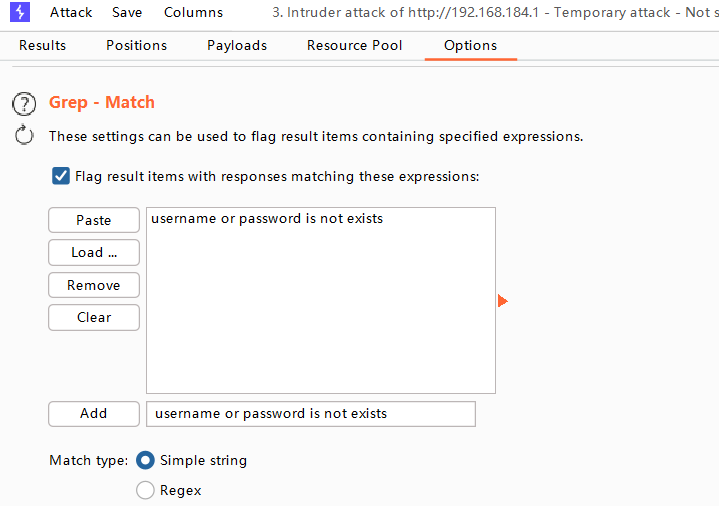 Attack Save Columns 3. Intruder attack of http://192.168.184.1 - Temporary attack - Not s
Results Positions Payloads Resource Pool Options
? Grep - Match
These settings can be used to flag result items containing specified expressions.
Flag result items with responses matching these expressions:
Paste username or password is not exists
Load ...
Remove
Clear
Add username or password is not exists
Match type: Simple string
Regex